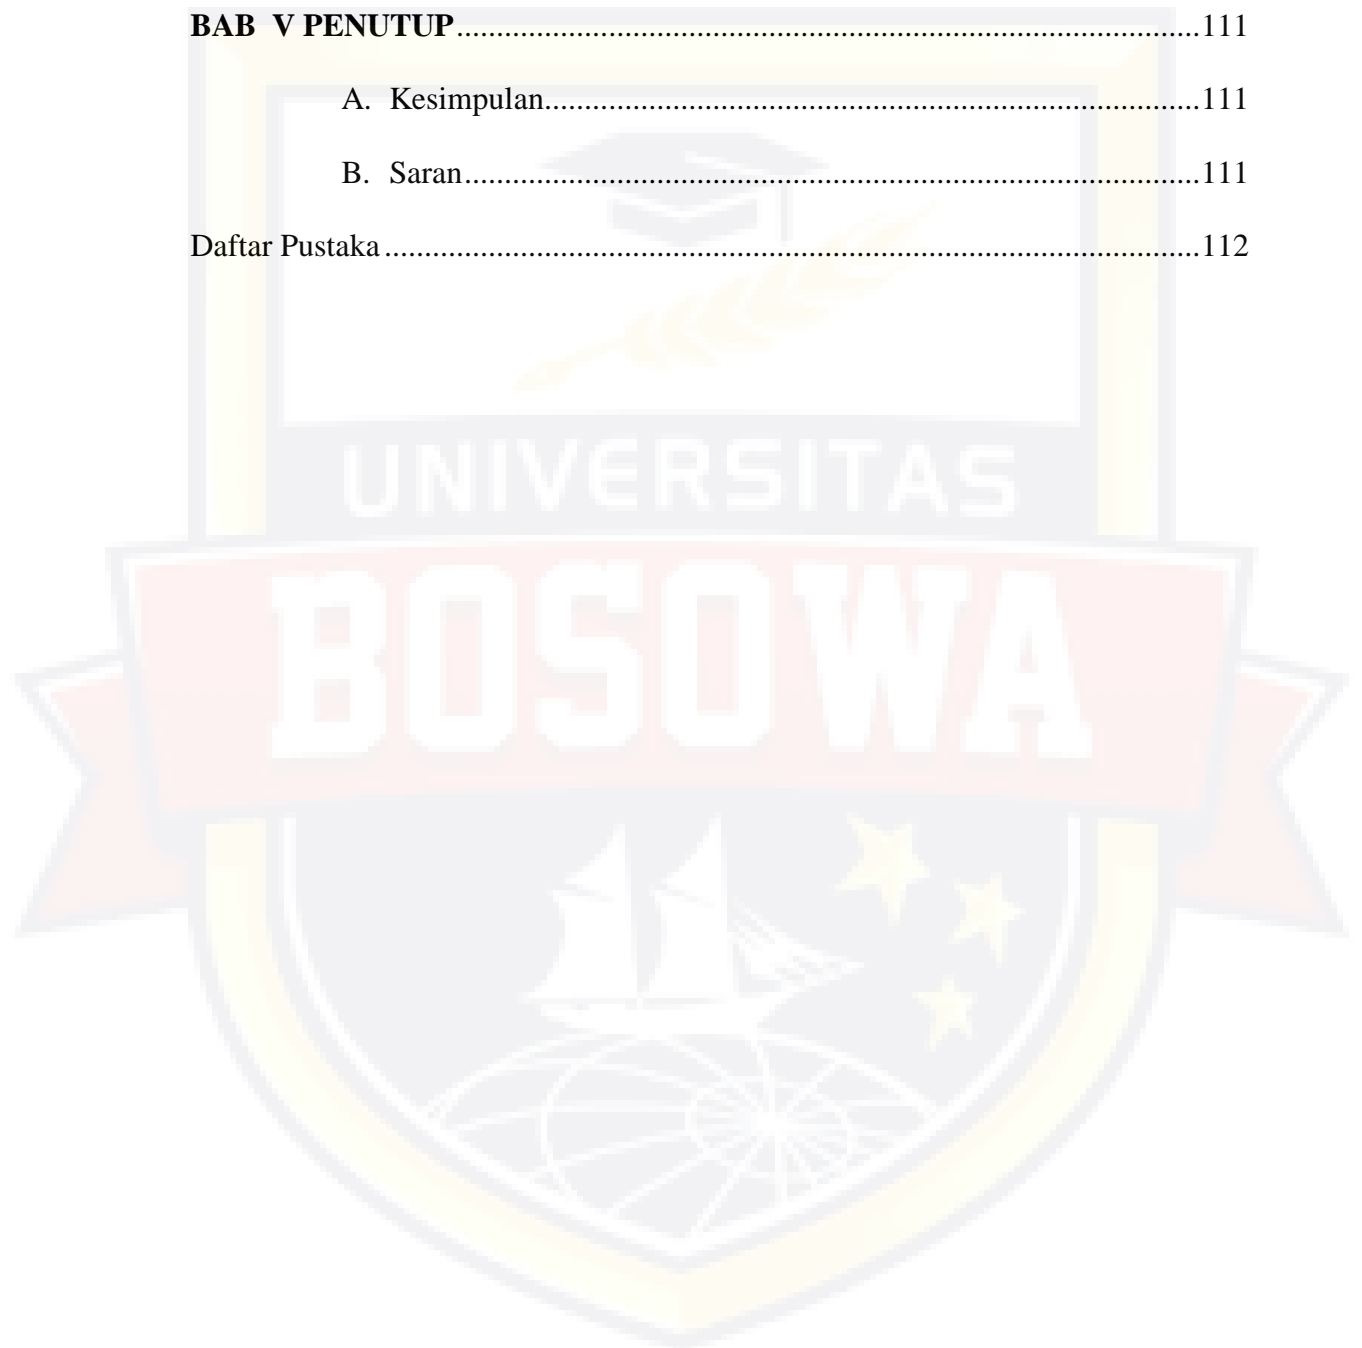 BAB  V PENUTUP.............................................................................................111
A. Kesimpulan..................................................................................111
B. Saran............................................................................................111
Daftar Pustaka......................................................................................................112
UNIVERSITAS
BOSOWA